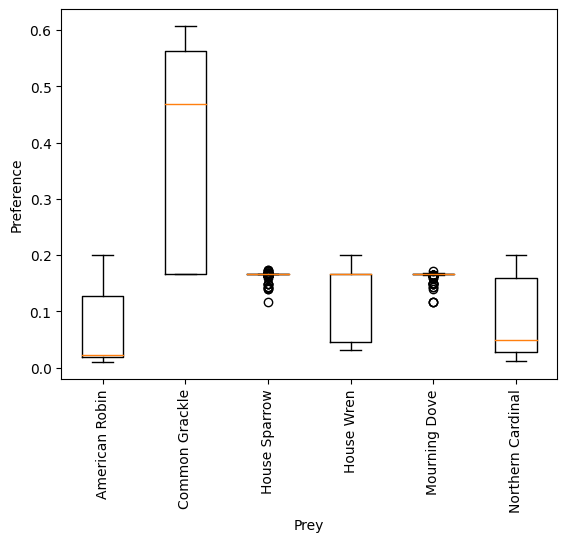 0.6
0.5
0.4
0.3
0.2
0.1
0.0
Preference
American Robin
Common Grackle
House Sparrow
House Wren
Mourning Dove
Northern Cardinal
Prey